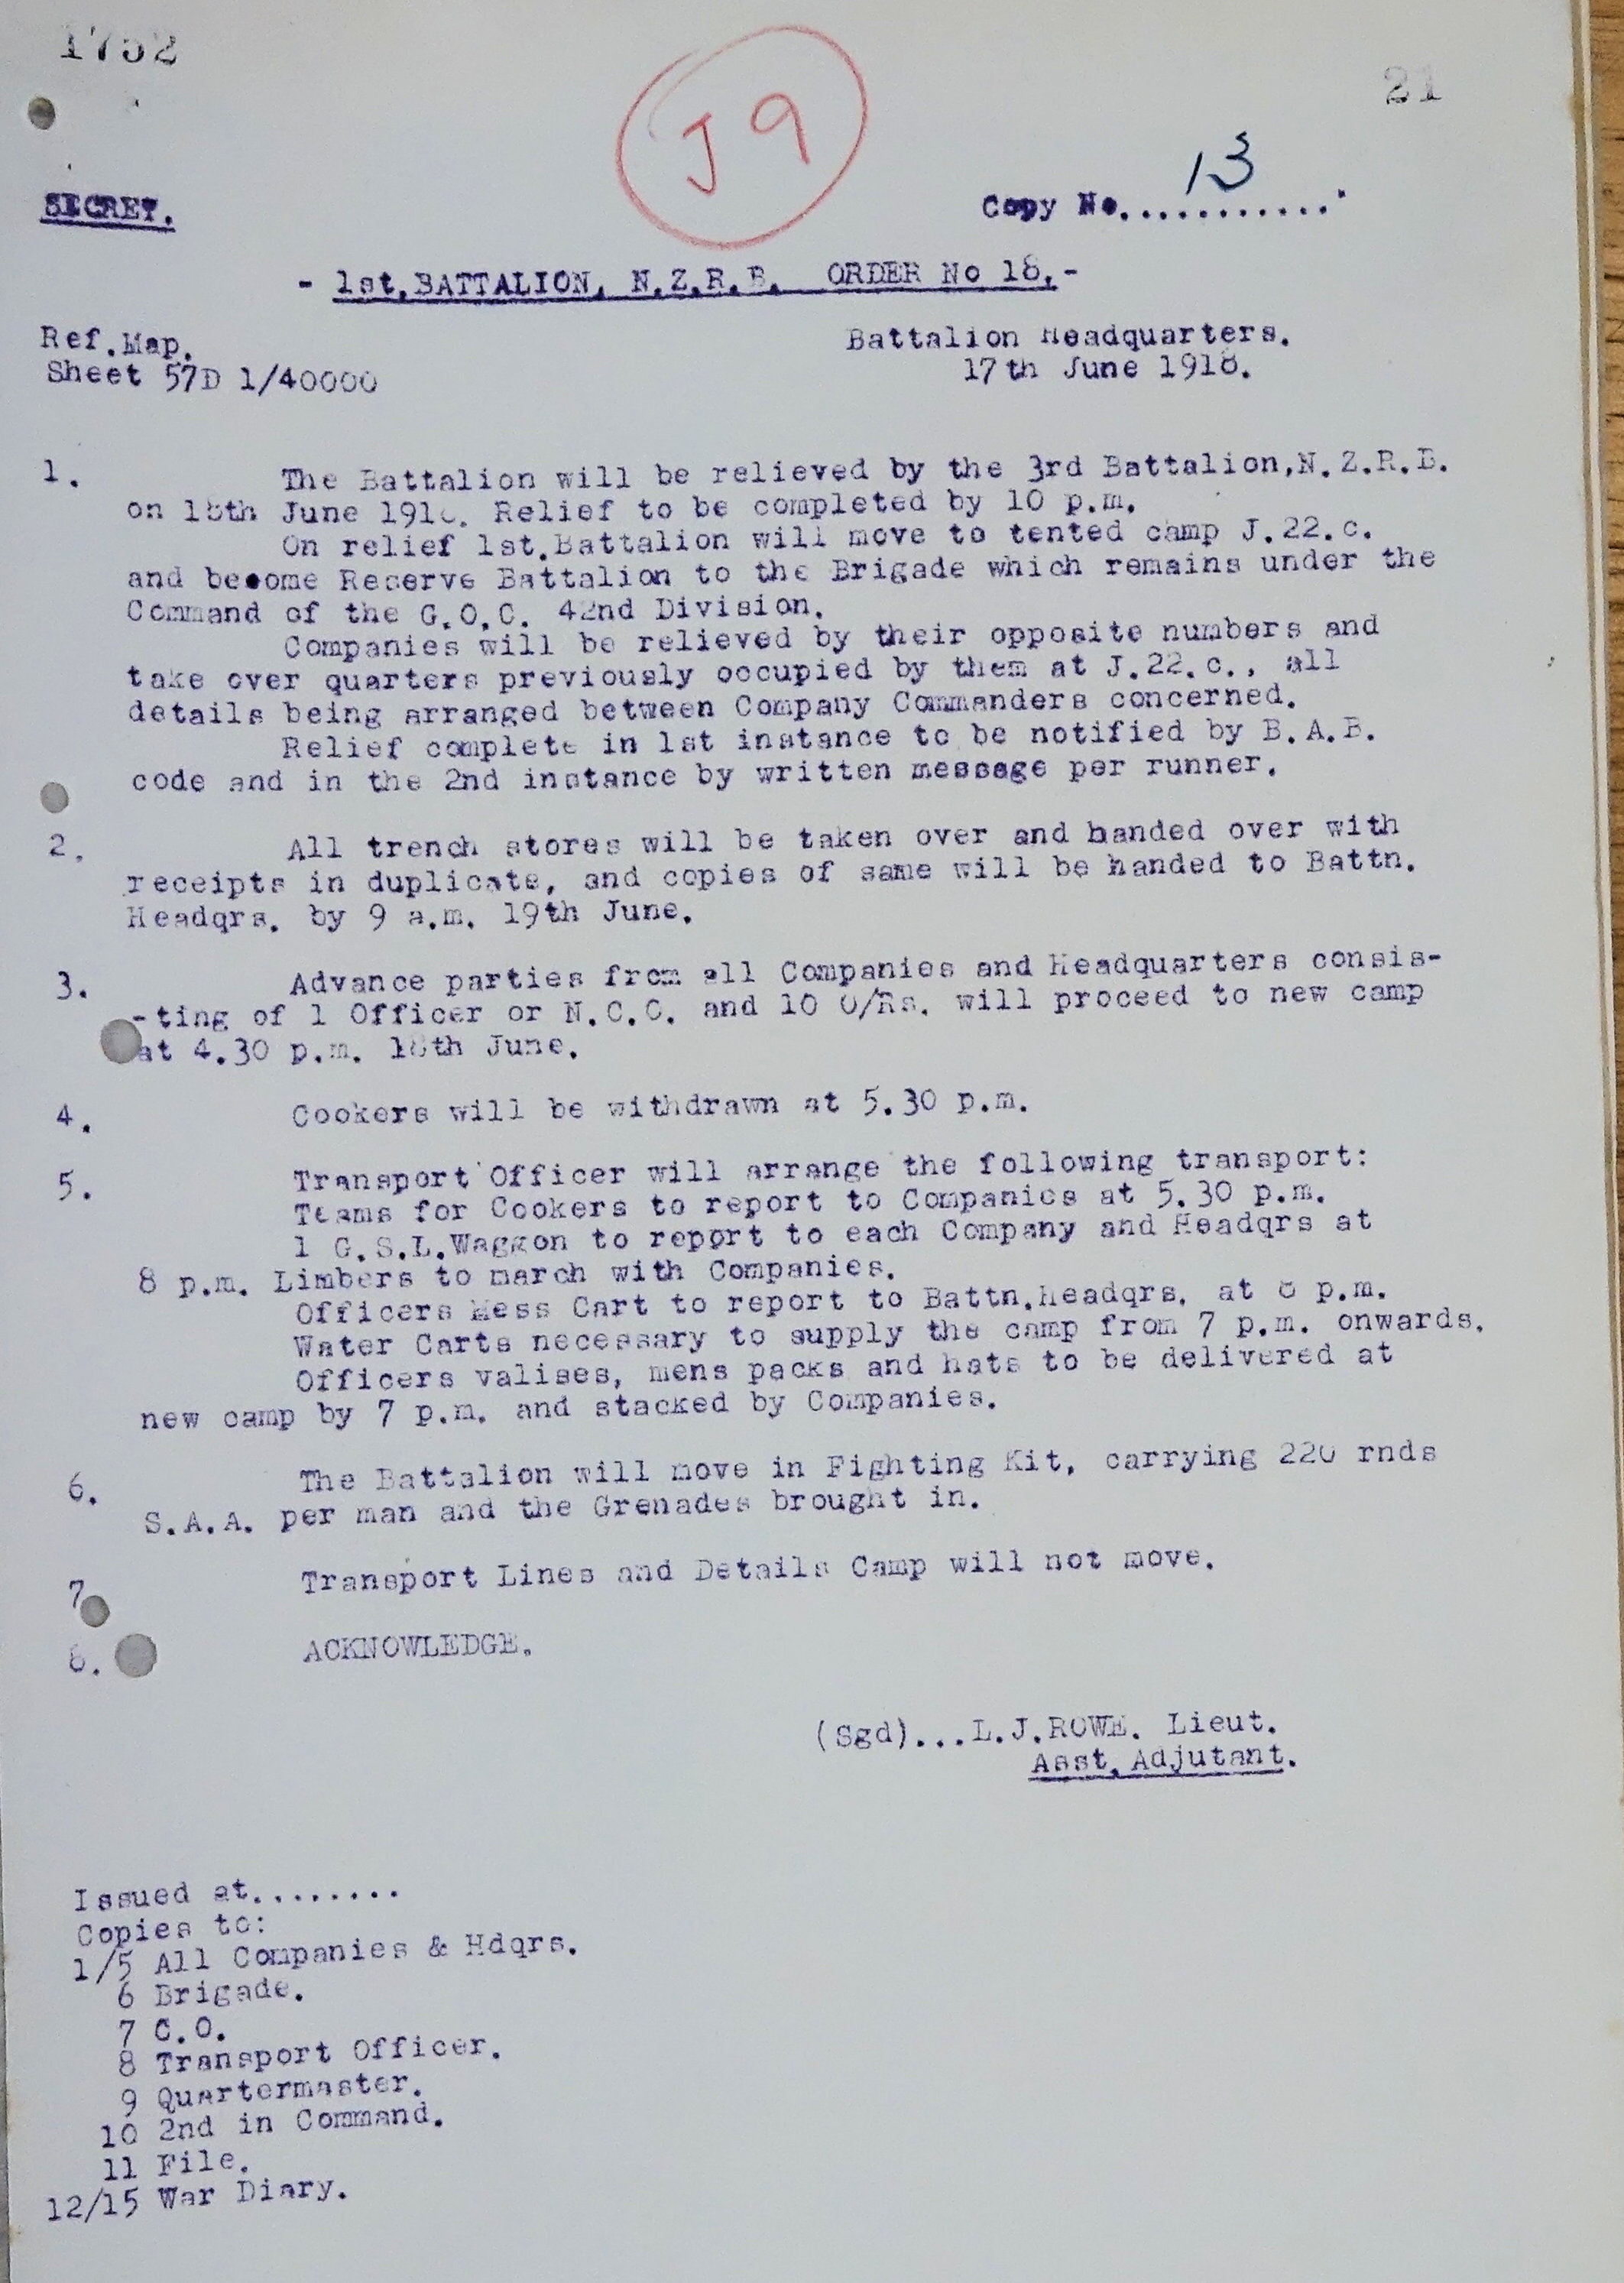 1752
21
J 9
13
SECRET.
Copy No............
- 1st.BATTALION, N.Z.R.B. ORDER No 18.-
Ref.Map.
Battalion Headquarters.
Sheet 57D 1/40000
17th June 1918.
1. The Battalion will be relieved by the 3rd Battalion,N.Z.R.B.
on 18th June 1918. Relief to be completed by 10 p.m.
On relief 1st.Battalion will move to tented camp J.22.c.
and become Reserve Battalion to the Brigade which remains under the
Command of the G.O.C. 42nd Division.
Companies will be relieved by their opposite numbers and
take over quarters previously occupied by them at J.22.c., all
details being arranged between Company Commanders concerned.
Relief complete in 1st instance to be notified by B.A.B.
code and in the 2nd instance by written message per runner.
2. All trench stores will be taken over and handed over with
receipts in duplicate, and copies of same will be handed to Battn.
Headqrs. by 9 a.m. 19th June.
3. Advance parties from all Companies and Headquarters consis-
-ting of 1 Officer or N.C.O. and 10 O/Rs. will proceed to new camp
at 4.30 p.m. 18th June.
4. Cookers will be withdrawn at 5.30 p.m.
5. Transport Officer will arrange the following transport:
Teams for Cookers to report to Companies at 5.30 p.m.
1 G.S.L.Waggon to report to each Company and Headqrs at
8 p.m. Limbers to march with Companies.
Officers Mess Cart to report to Battn.Headqrs. at 8 p.m.
Water Carts necessary to supply the camp from 7 p.m. onwards.
Officers valises, mens packs and hats to be delivered at
new camp by 7 p.m. and stacked by Companies.
6. The Battalion will move in Fighting Kit, carrying 220 rnds
S.A.A. per man and the Grenades brought in.
7. Transport Lines and Details Camp will not move.
8. ACKNOWLEDGE.
(Sgd)...L.J.ROWE. Lieut.
Asst. Adjutant.
Issued at........
Copies to:
1/5 All Companies & Hdqrs.
6 Brigade.
7 C.O.
8 Transport Officer.
9 Quartermaster.
10 2nd in Command.
11 File.
12/15 War Diary.